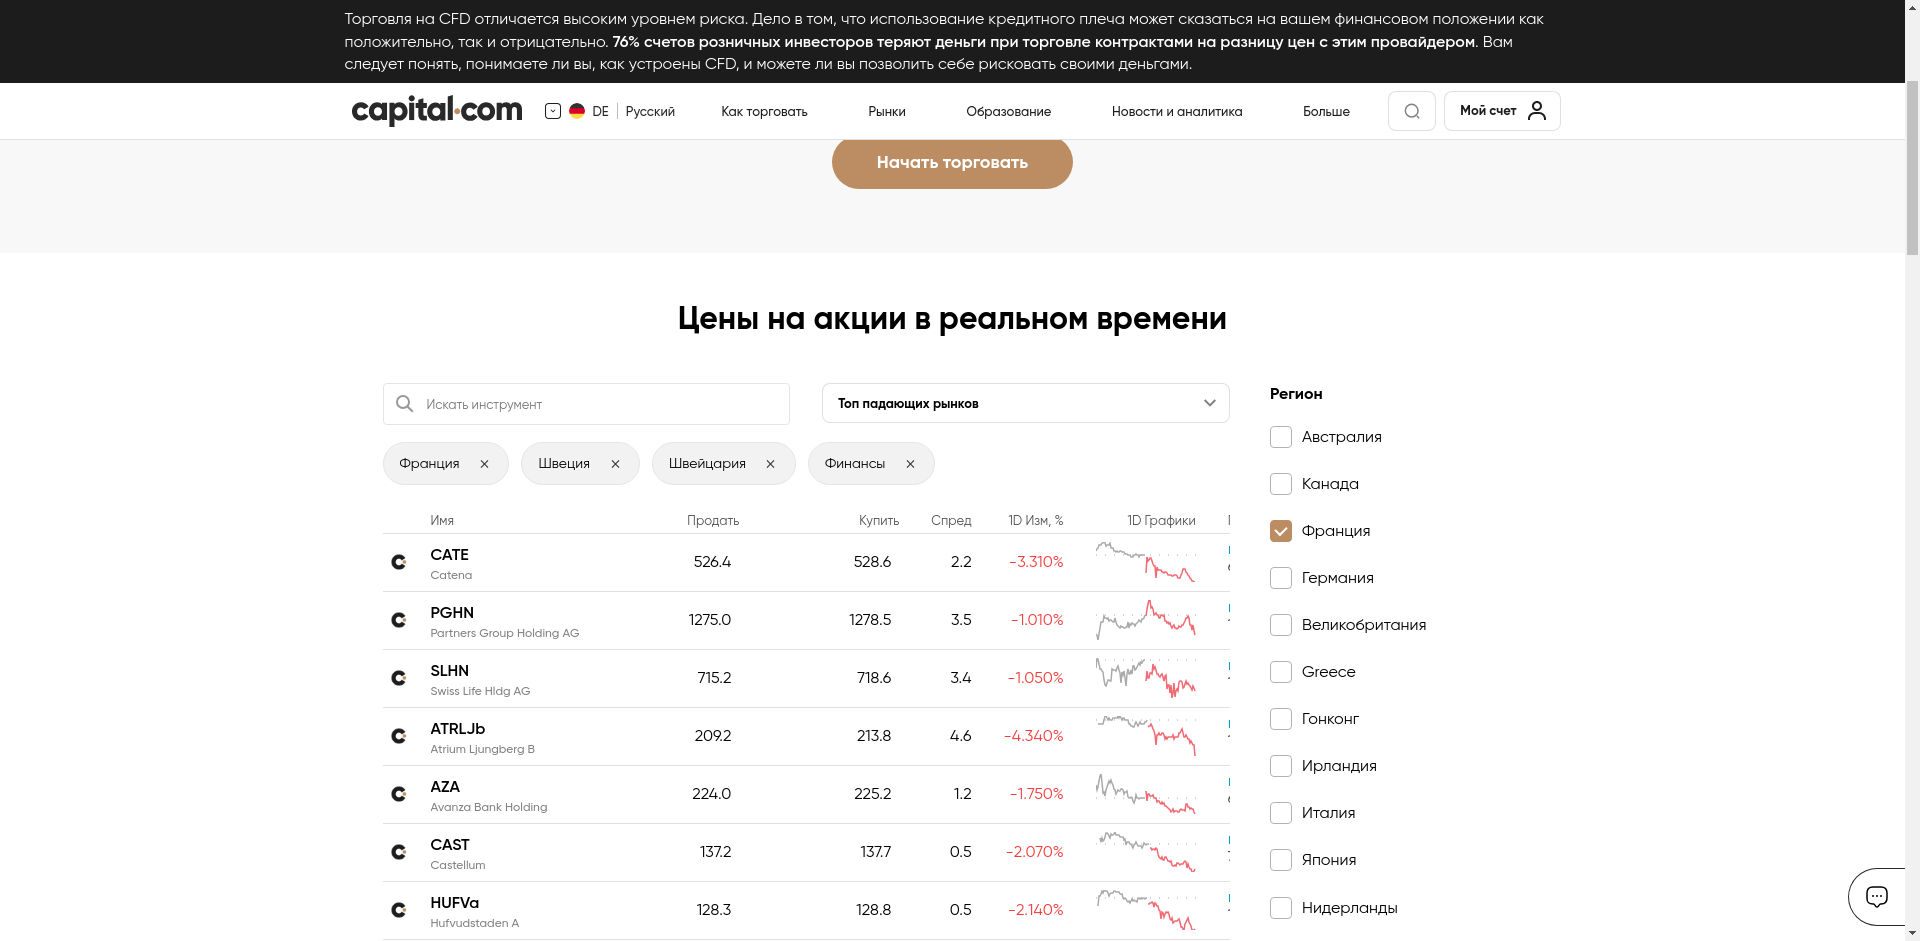 Торговля на CFD отличается высоким уровнем риска. Дело в том, что использование кредитного плеча может сказаться на вашем финансовом положении как
положительно, так и отрицательно. 76% счетов розничных инвесторов теряют деньги при торговле контрактами на разницу цен с этим провайдером. Вам
следует понять, понимаете ли вы, как устроены CFD, и можете ли вы позволить себе рисковать своими деньгами.
capital.com DE Русский Как торговать Рынки Образование Новости и аналитика Больше Мой счет
Начать торговать
Цены на акции в реальном времени
Искать инструмент
Топ падающих рынков
Франция Швеция Швейцария Финансы
Имя Продать Купить Спред 1D Изм, % 1D Графики
CATE 526.4 528.6 2.2 -3.310%
Catena
PGHN 1275.0 1278.5 3.5 -1.010%
Partners Group Holding AG
SLHN 715.2 718.6 3.4 -1.050%
Swiss Life Hldg AG
ATRLJb 209.2 213.8 4.6 -4.340%
Atrium Ljungberg B
AZA 224.0 225.2 1.2 -1.750%
Avanza Bank Holding
CAST 137.2 137.7 0.5 -2.070%
Castellum
HUFVa 128.3 128.8 0.5 -2.140%
Hufvudstaden A
Регион
Австралия
Канада
Франция
Германия
Великобритания
Greece
Гонконг
Ирландия
Италия
Япония
Нидерланды